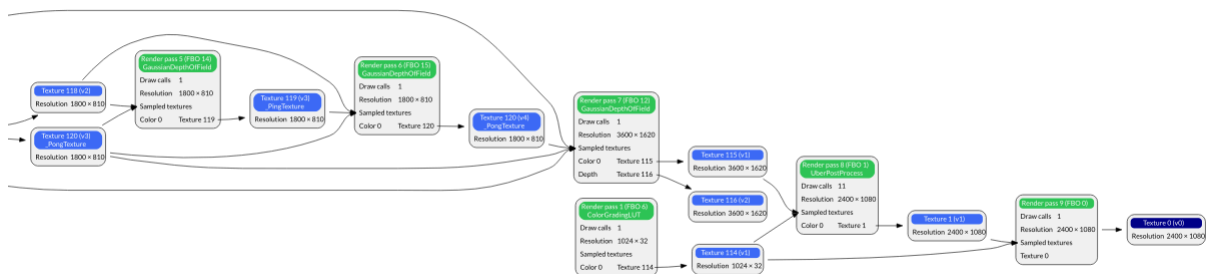 Texture 118 (v2)
Resolution 1800 × 810
Texture 120 (v3)
_PongTexture
Resolution 1800 × 810
Render pass 5 (FBO 14)
GaussianDepthOfField
Draw calls 1
Resolution 1800 × 810
Sampled textures
Color 0 Texture 119
Texture 119 (v3)
_PingTexture
Resolution 1800 × 810
Render pass 6 (FBO 15)
GaussianDepthOfField
Draw calls 1
Resolution 1800 × 810
Sampled textures
Color 0 Texture 120
Texture 120 (v4)
_PongTexture
Resolution 1800 × 810
Render pass 7 (FBO 12)
GaussianDepthOfField
Draw calls 1
Resolution 3600 × 1620
Sampled textures
Color 0 Texture 115
Depth Texture 116
Render pass 1 (FBO 6)
ColorGradingLUT
Draw calls 1
Resolution 1024 × 32
Sampled textures
Color 0 Texture 114
Texture 115 (v1)
Resolution 3600 × 1620
Texture 116 (v2)
Resolution 3600 × 1620
Texture 114 (v1)
Resolution 1024 × 32
Render pass 8 (FBO 1)
UberPostProcess
Draw calls 11
Resolution 2400 × 1080
Sampled textures
Color 0 Texture 1
Texture 1 (v1)
Resolution 2400 × 1080
Render pass 9 (FBO 0)
Draw calls 1
Resolution 2400 × 1080
Sampled textures
Texture 0
Texture 0 (v0)
Resolution 2400 × 1080